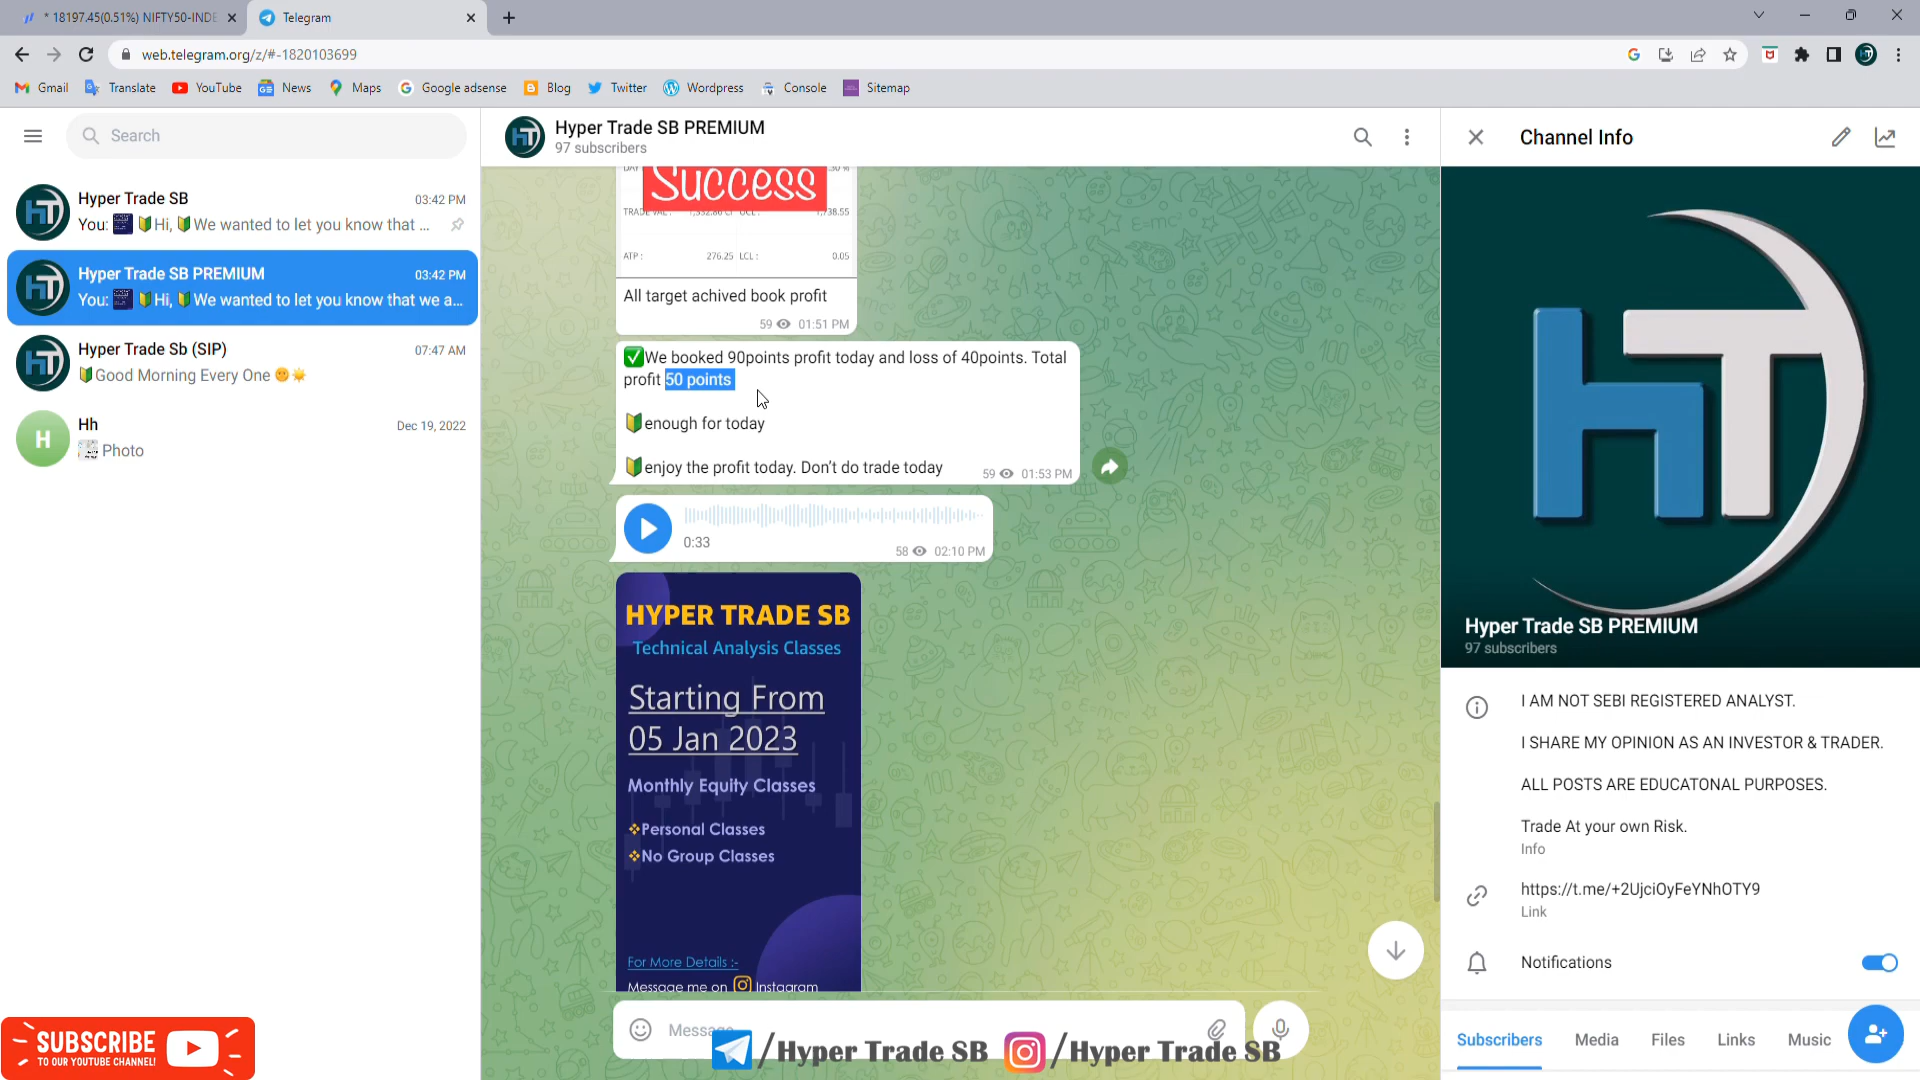 * 18197.45(0.51%) NIFTY50-INDE
Telegram
web.telegram.org/z/#-1820103699
Gmail
Translate
YouTube
News
Maps
Google adsense
Blog
Twitter
Wordpress
Console
Sitemap
Search
Hyper Trade SB
03:42 PM
You: 🔰Hi, 🔰We wanted to let you know that ...
Hyper Trade SB PREMIUM
03:42 PM
You: 🔰Hi, 🔰We wanted to let you know that we a...
Hyper Trade Sb (SIP)
07:47 AM
🔰Good Morning Every One 🌞☀️
H
Hh
Dec 19, 2022
Photo
SUBSCRIBE
TO OUR YOUTUBE CHANNEL!
Hyper Trade SB PREMIUM
97 subscribers
Success
ATP : 276.25 LCL : 0.05
All target achived book profit
59 01:51 PM
✅We booked 90points profit today and loss of 40points. Total
profit 50 points
🔰enough for today
🔰enjoy the profit today. Don't do trade today
59 01:53 PM
0:33
58 02:10 PM
HYPER TRADE SB
Technical Analysis Classes
Starting From
05 Jan 2023
Monthly Equity Classes
❖Personal Classes
❖No Group Classes
For More Details :-
Message me on Instagram
Message
/Hyper Trade SB
/Hyper Trade SB
Channel Info
HT
Hyper Trade SB PREMIUM
97 subscribers
I AM NOT SEBI REGISTERED ANALYST.
I SHARE MY OPINION AS AN INVESTOR & TRADER.
ALL POSTS ARE EDUCATONAL PURPOSES.
Trade At your own Risk.
Info
https://t.me/+2UjciOyFeYNhOTY9
Link
Notifications
Subscribers
Media
Files
Links
Music